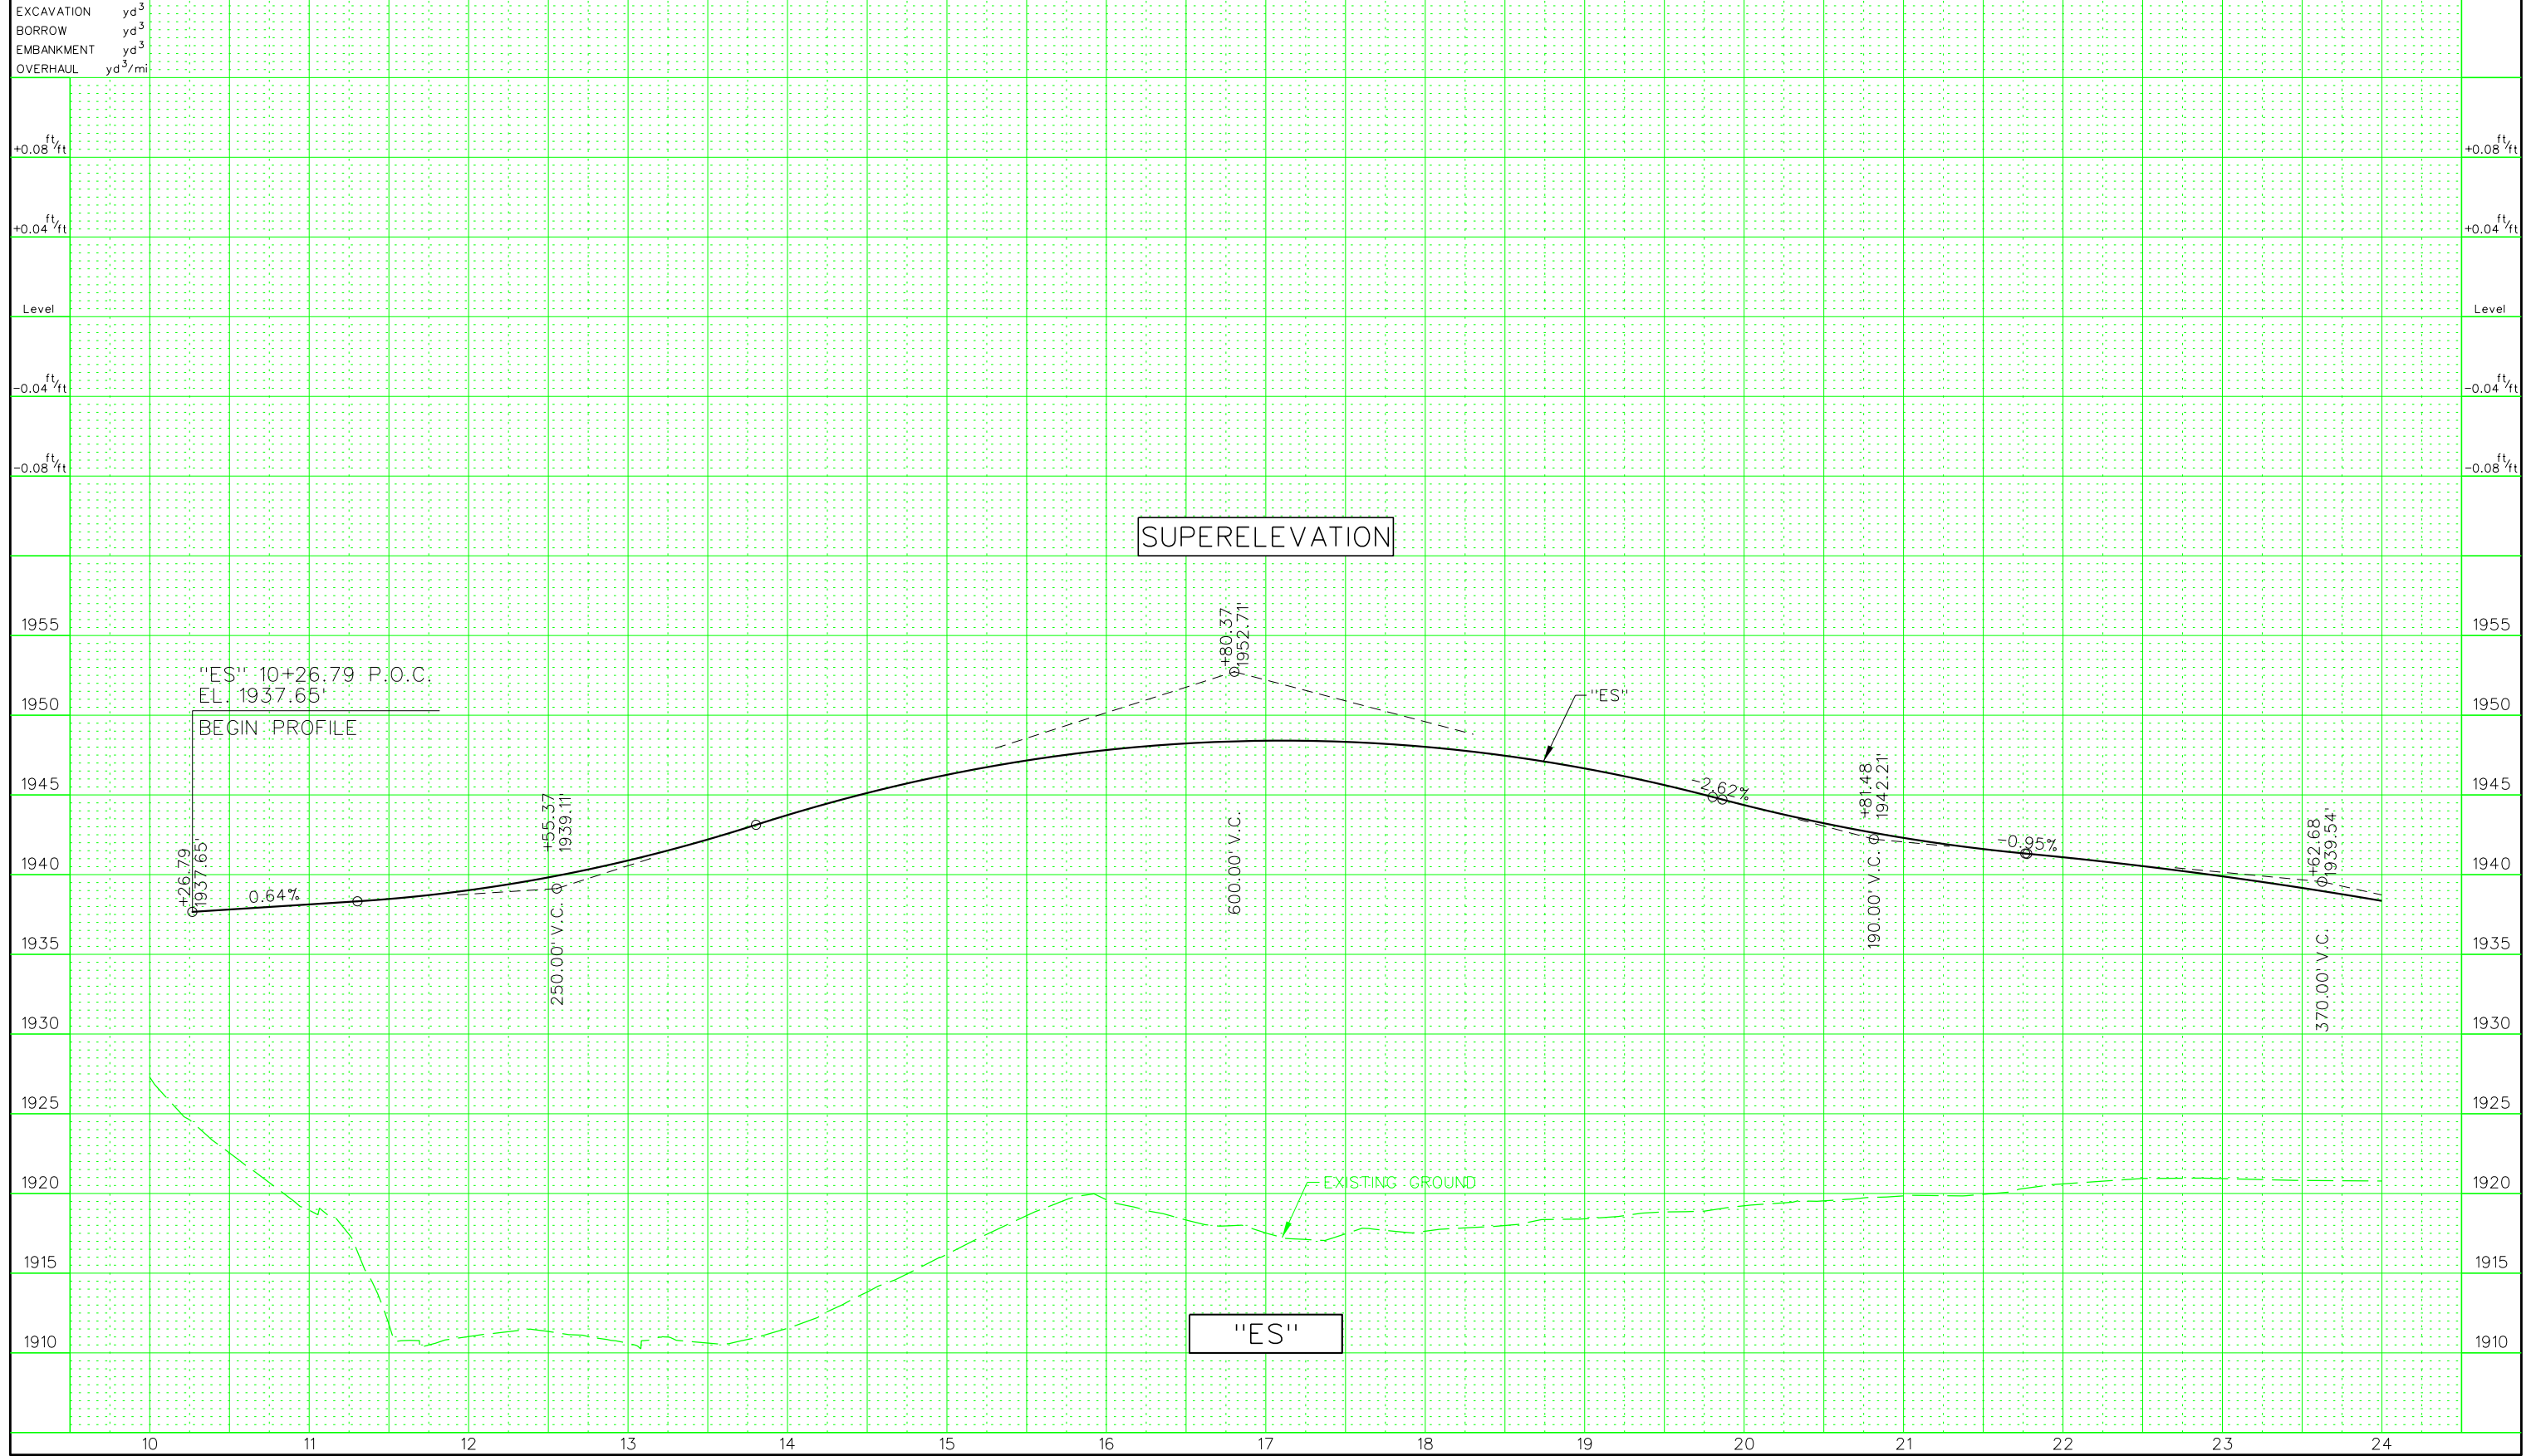 EXCAVATION yd³
BORROW yd³
EMBANKMENT yd³
OVERHAUL yd³/mi
+0.08 ft/ft
+0.08 ft/ft
+0.04 ft/ft
+0.04 ft/ft
Level
Level
-0.04 ft/ft
-0.04 ft/ft
-0.08 ft/ft
-0.08 ft/ft
SUPERELEVATION
1955
1955
+80.37
1952.71'
"ES" 10+26.79 P.O.C.
EL. 1937.65'
BEGIN PROFILE
"ES"
1950
1950
1945
1945
-2.62%
+55.37
1939.11'
+81.48
1942.21'
+26.79
1937.65'
0.64%
600.00' V.C.
-0.95%
+62.68
1939.54'
1940
1940
250.00' V.C.
190.00' V.C.
370.00' V.C.
1935
1935
1930
1930
1925
1925
1920
1920
EXISTING GROUND
1915
1915
"ES"
1910
1910
10 11 12 13 14 15 16 17 18 19 20 21 22 23 24